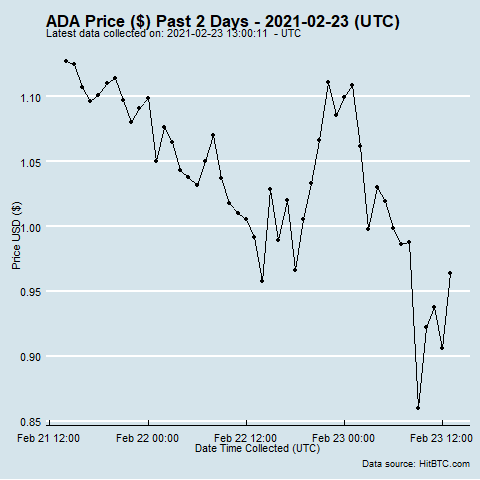 ADA Price ($) Past 2 Days - 2021-02-23 (UTC)
Latest data collected on: 2021-02-23 13:00:11  - UTC
1.10
1.05
1.00
0.95
0.90
0.85
Price USD ($)
Feb 21 12:00 Feb 22 00:00 Feb 22 12:00 Feb 23 00:00 Feb 23 12:00
Date Time Collected (UTC)
Data source: HitBTC.com